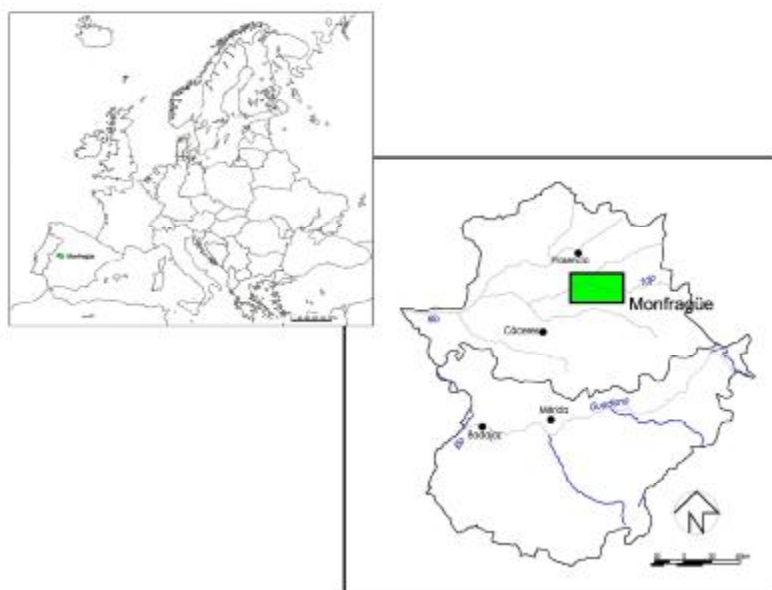 Monfragüe
Plasencia
Monfragüe
Cáceres
Guadiana
Mérida
Badajoz
N